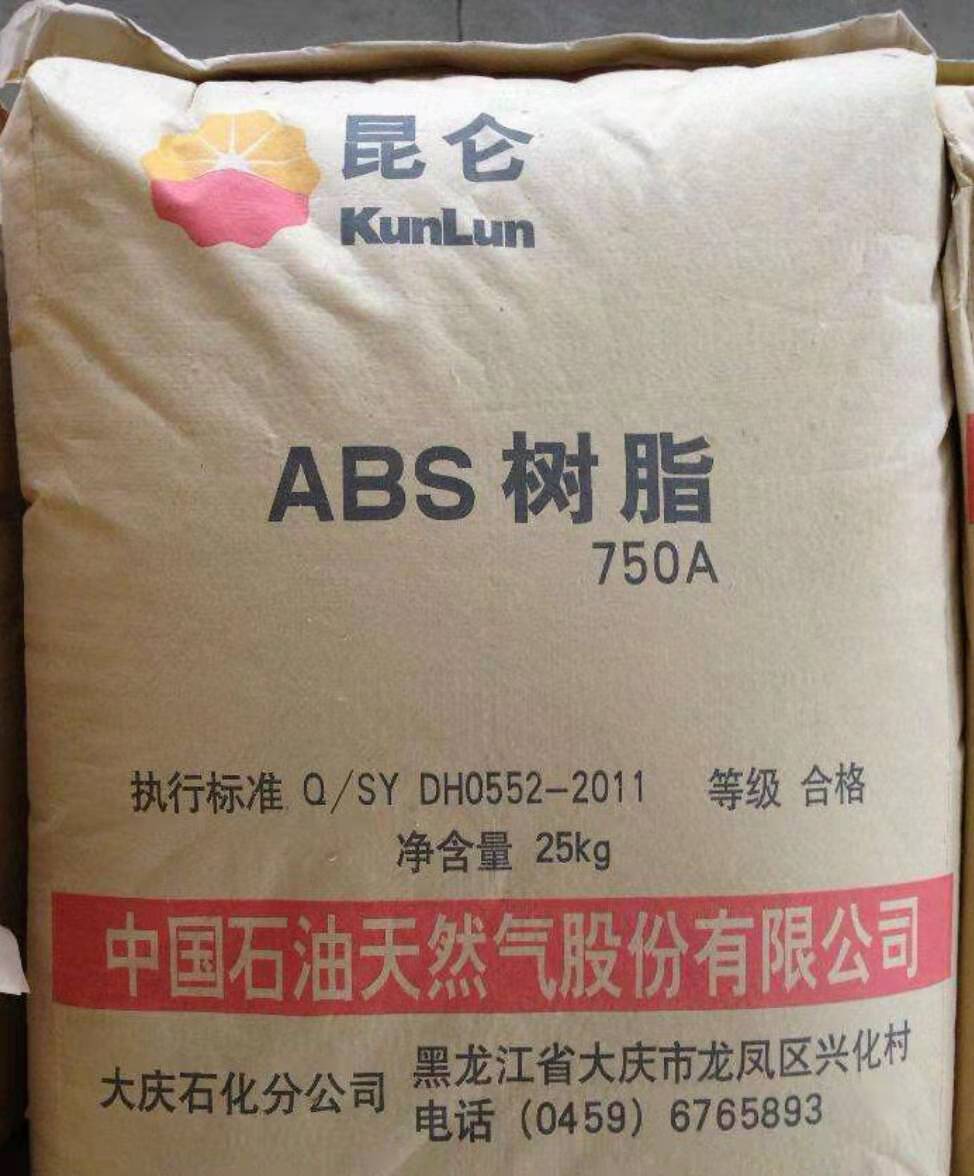 昆仑
KunLun
ABS 树脂
750A
执行标准 Q/SY DH0552-2011 等级 合格
净含量 25kg
中国石油天然气股份有限公司
大庆石化分公司
黑龙江省大庆市龙凤区兴化村
电话 (0459) 6765893